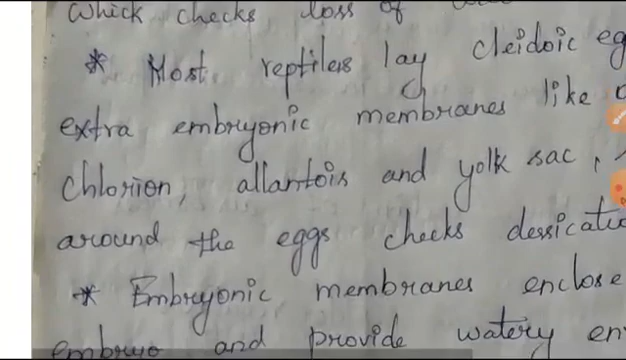 which checks loss of
* Most reptiles lay cleidoic eg
extra embryonic membranes like
chlorion, allantois and yolk sac,
around the eggs checks dessicatio
* Embryonic membranes enclose
embryo and provide watery en